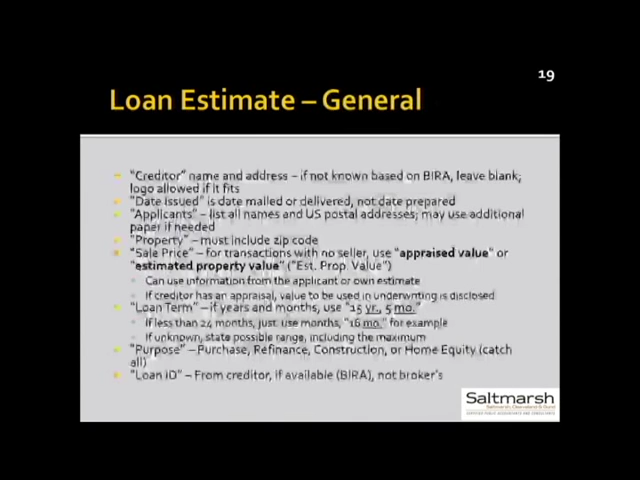 19
Loan Estimate – General
"Creditor" name and address – if not known based on BIRA, leave blank;
logo allowed if it fits
"Date issued" is date mailed or delivered, not date prepared
"Applicants" – list all names and US postal addresses; may use additional
paper if needed
"Property" – must include zip code
"Sale Price" – for transactions with no seller, use "appraised value" or
"estimated property value" ("Est. Prop. Value")
Can use information from the applicant or own estimate
If creditor has an appraisal, value to be used in underwriting is disclosed
"Loan Term" – if years and months, use "15 yr., 5 mo."
If less than 24 months, just use months, "16 mo." for example
If unknown, state possible range, including the maximum
"Purpose" – Purchase, Refinance, Construction, or Home Equity (catch
all)
"Loan ID" – From creditor, if available (BIRA), not broker's
Saltmarsh
Saltmarsh, Cleaveland & Gund